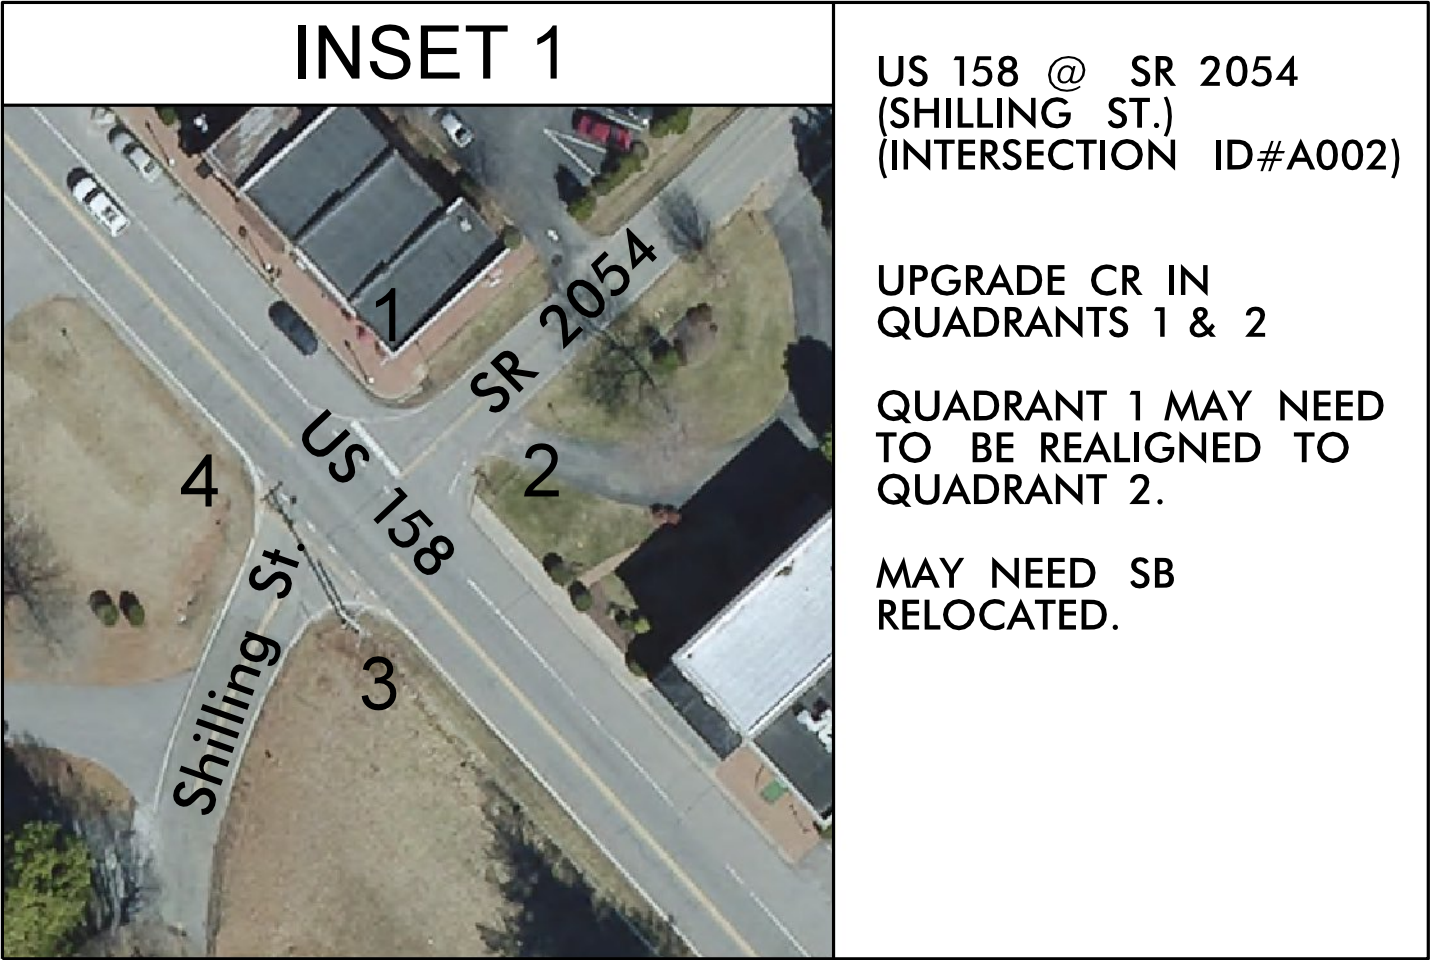 INSET 1
US 158 @ SR 2054
(SHILLING ST.)
(INTERSECTION ID#A002)
UPGRADE CR IN
QUADRANTS 1 & 2
QUADRANT 1 MAY NEED
TO BE REALIGNED TO
QUADRANT 2.
MAY NEED SB
RELOCATED.
1
SR 2054
US 158
2
4
Shilling St.
3